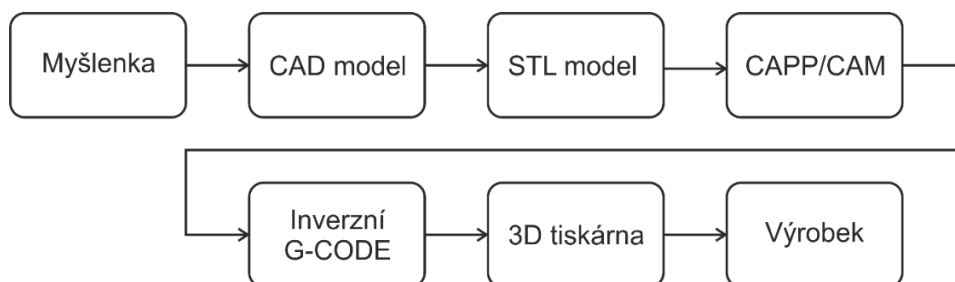 Myšlenka
CAD model
STL model
CAPP/CAM
Inverzní
G-CODE
3D tiskárna
Výrobek